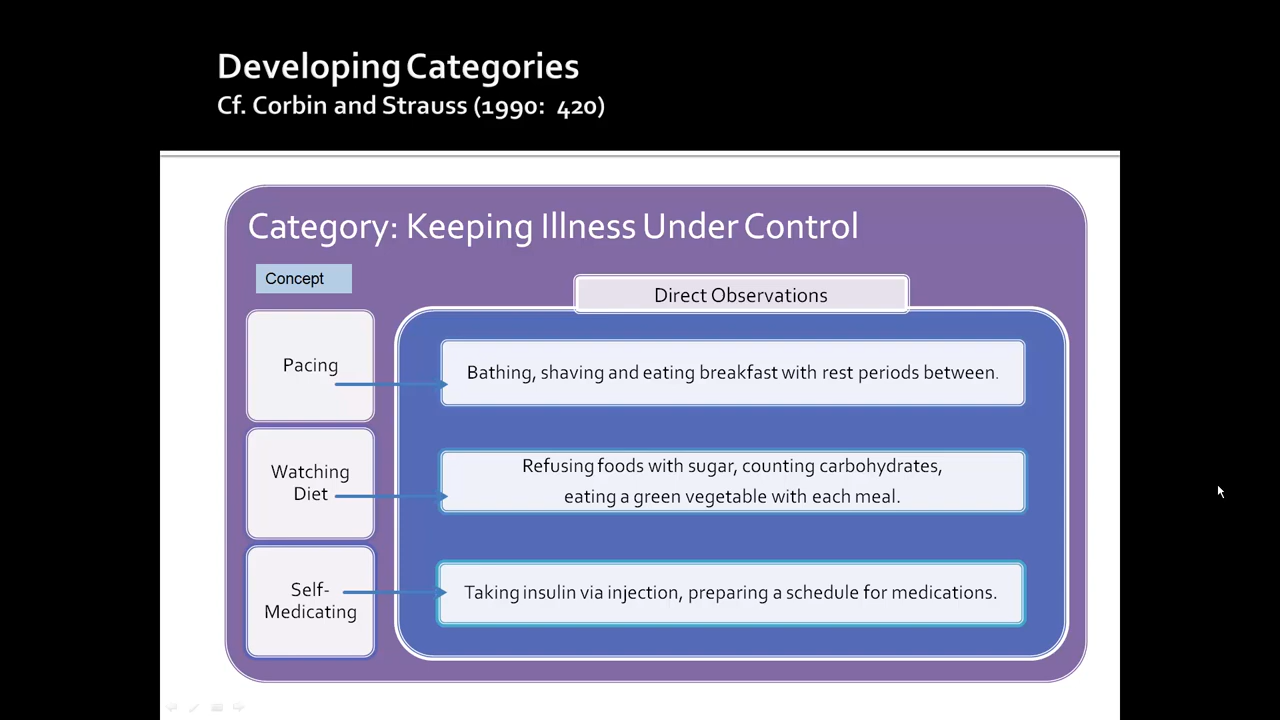 Developing Categories
Cf. Corbin and Strauss (1990: 420)
Category: Keeping Illness Under Control
Concept
Direct Observations
Pacing
Bathing, shaving and eating breakfast with rest periods between.
Watching
Diet
Refusing foods with sugar, counting carbohydrates,
eating a green vegetable with each meal.
Self-
Medicating
Taking insulin via injection, preparing a schedule for medications.